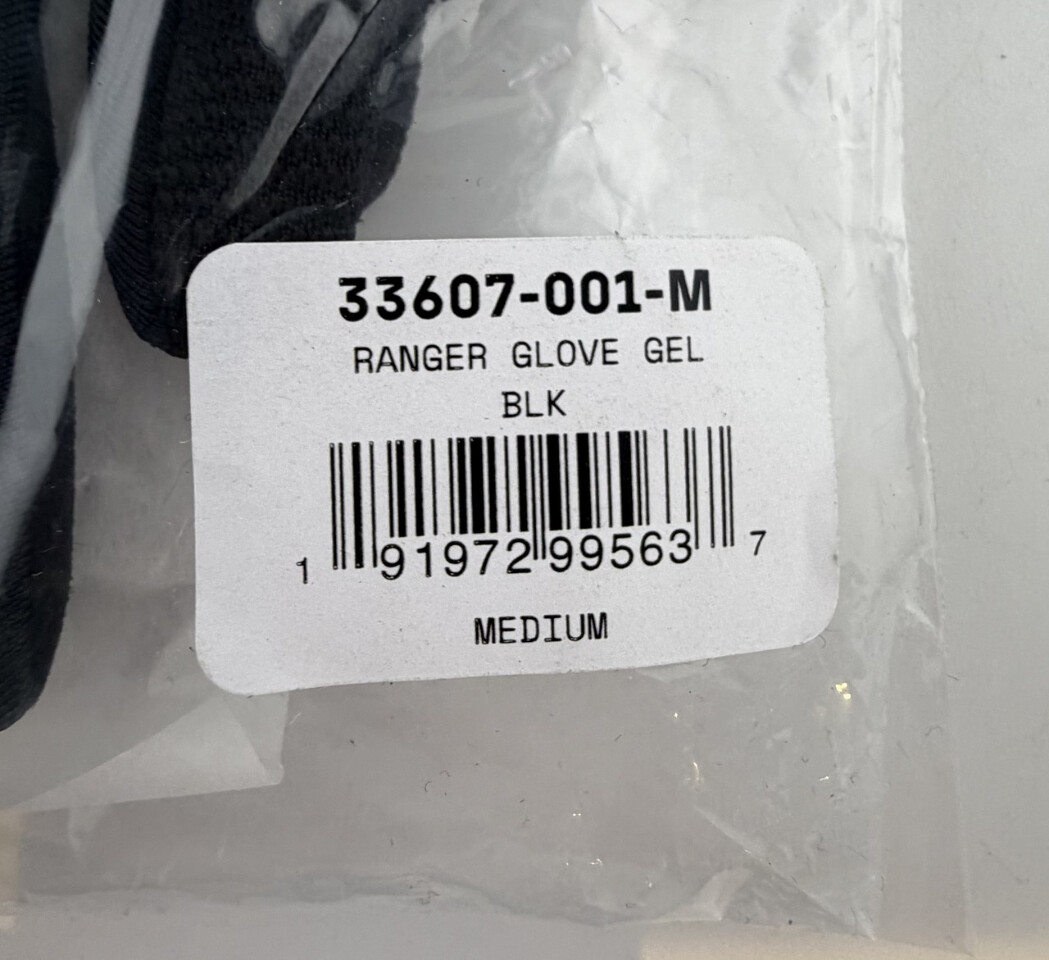 33607-001-M
RANGER GLOVE GEL
BLK
1 91972 99563 7
MEDIUM